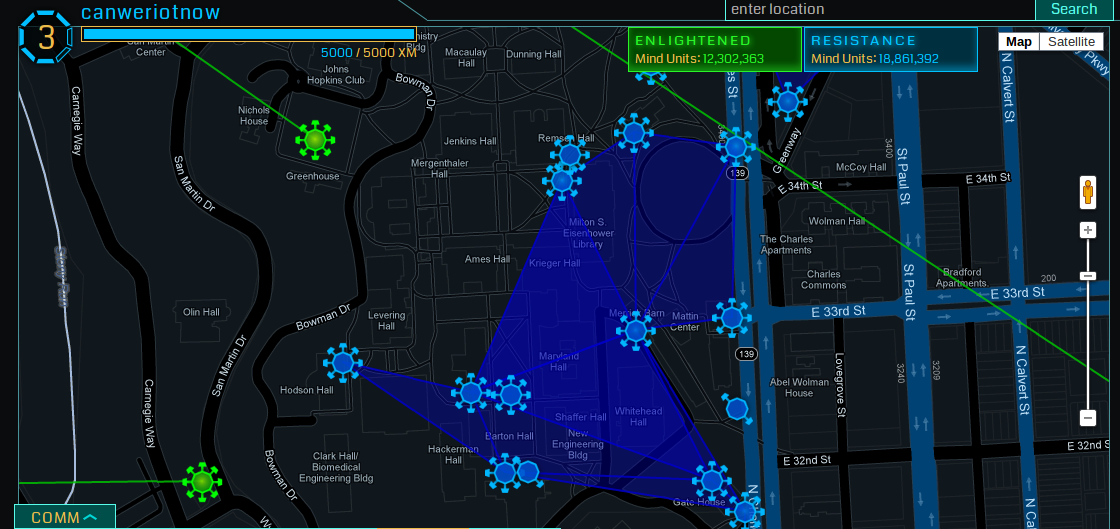 3
canweriotnow
5000 / 5000 XM
enter location
Search
ENLIGHTENED
Mind Units: 12,302,363
RESISTANCE
Mind Units: 18,861,392
Map
Satellite
San Martin
Center
Bldg
Macaulay
Hall
Dunning Hall
Johns
Hopkins Club
Bowman Dr
Nichols
House
Carnegie Way
Greenhouse
San Martin Dr
Jenkins Hall
Mergenthaler
Hall
Remsen Hall
139
Greenway
McCoy Hall
3400
St Paul St
N Calvert St
E 34th St
E 34th St
Milton S.
Eisenhower
Library
Wolman Hall
The Charles
Apartments
Ames Hall
Krieger Hall
Charles
Commons
Bradford
Apartments
200
E 33rd St
E 33rd St
St Paul St
Olin Hall
Bowman Dr
Levering
Hall
Merrick Barn
Mattin
Center
139
Maryland
Hall
San Martin Dr
Hodson Hall
Carnegie Way
Abel Wolman
House
Lovegrove St
3240
3209
N Calvert St
Shaffer Hall
Whitehead
Hall
Barton Hall
New
Engineering
Bldg
Hackerman
Hall
Clark Hall/
Biomedical
Engineering Bldg
Bowman Dr
E 32nd St
E 32nd S
Gate House
N Calv
COMM